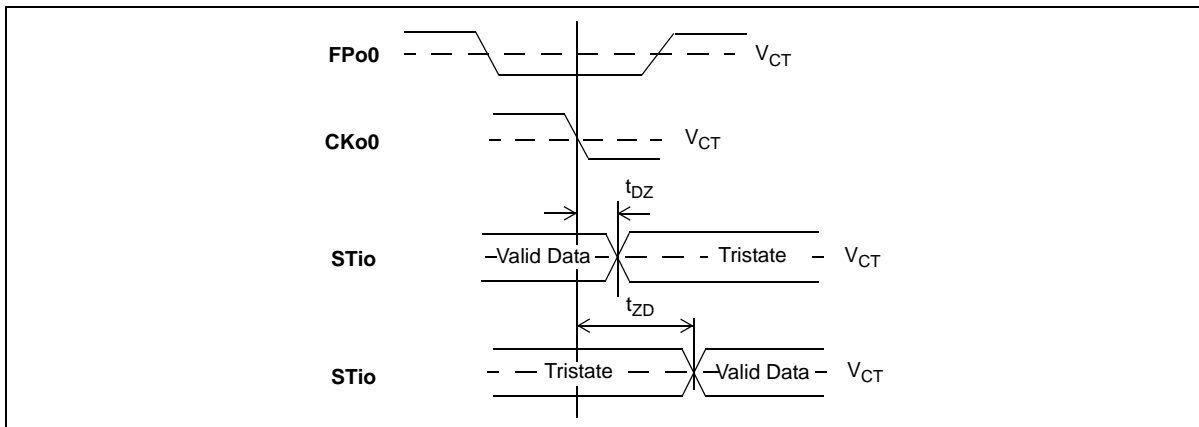 FPo0
V_CT
CKo0
V_CT
t_DZ
STio
Valid Data
Tristate
V_CT
t_ZD
STio
Tristate
Valid Data
V_CT